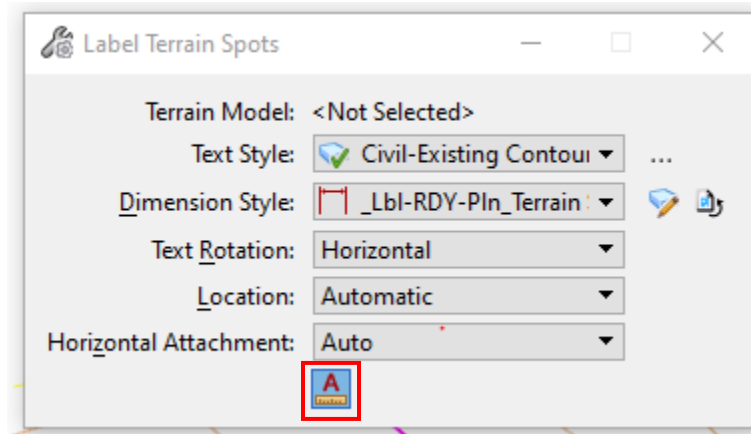 Label Terrain Spots
Terrain Model: <Not Selected>
Text Style: Civil-Existing Contour ...
Dimension Style: _Lbl-RDY-Pln_Terrain
Text Rotation: Horizontal
Location: Automatic
Horizontal Attachment: Auto
A